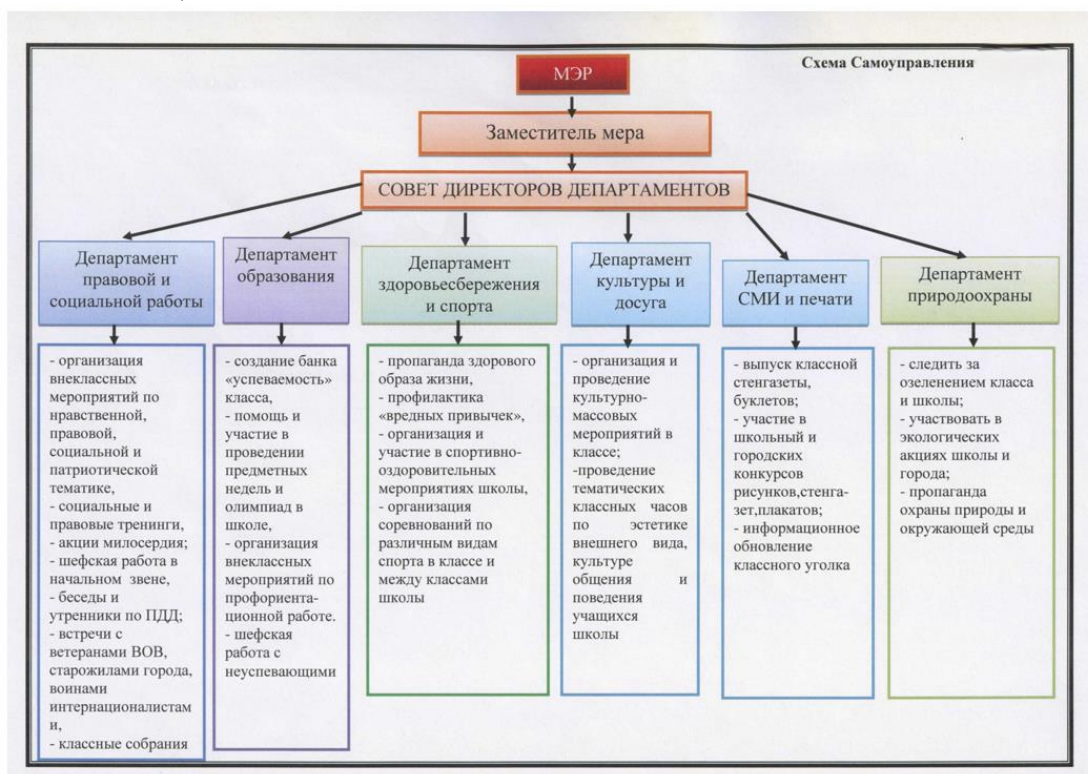 Схема Самоуправления
МЭР
Заместитель мера
СОВЕТ ДИРЕКТОРОВ ДЕПАРТАМЕНТОВ
Департамент
правовой и
социальной работы
- организация
внеклассных
мероприятий по
нравственной,
правовой,
социальной и
патриотической
тематике,
- социальные и
правовые тренинги,
- акции милосердия;
- шефская работа в
начальном звене,
- беседы и
утренники по ПДД;
- встречи с
ветеранами ВОВ,
старожилами города,
воинами
интернационалистам
и,
- классные собрания
Департамент
образования
- создание банка
«успеваемость»
класса,
- помощь и
участие в
проведении
предметных
недель и
олимпиад в
школе,
- организация
внеклассных
мероприятий по
профориента-
ционной работе.
- шефская
работа с
неуспевающими
Департамент
здоровьесбережения
и спорта
- пропаганда здорового
образа жизни,
- профилактика
«вредных привычек»,
- организация и
участие в спортивно-
оздоровительных
мероприятиях школы,
- организация
соревнований по
различным видам
спорта в классе и
между классами
школы
Департамент
культуры и
досуга
- организация и
проведение
культурно-
массовых
мероприятий в
классе;
-проведение
тематических
классных часов
по эстетике
внешнего вида,
культуре
общения и
поведения
учащихся
школы
Департамент
СМИ и печати
- выпуск классной
стенгазеты,
буклетов;
- участие в
школьный и
городских
конкурсов
рисунков,стенга-
зет,плакатов;
- информационное
обновление
классного уголка
Департамент
природоохраны
- следить за
озеленением класса
и школы;
- участвовать в
экологических
акциях школы и
города;
- пропаганда
охраны природы и
окружающей среды